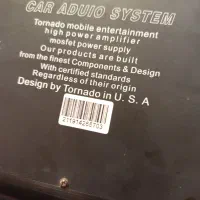 CAR ADUIO SYSTEM
Tornado mobile entertainment
high power amplifier
mosfet power supply
Our products are built
from the finest Components & Design
With certified standards
Regardless of their origin
Design by Tornado in U. S. A